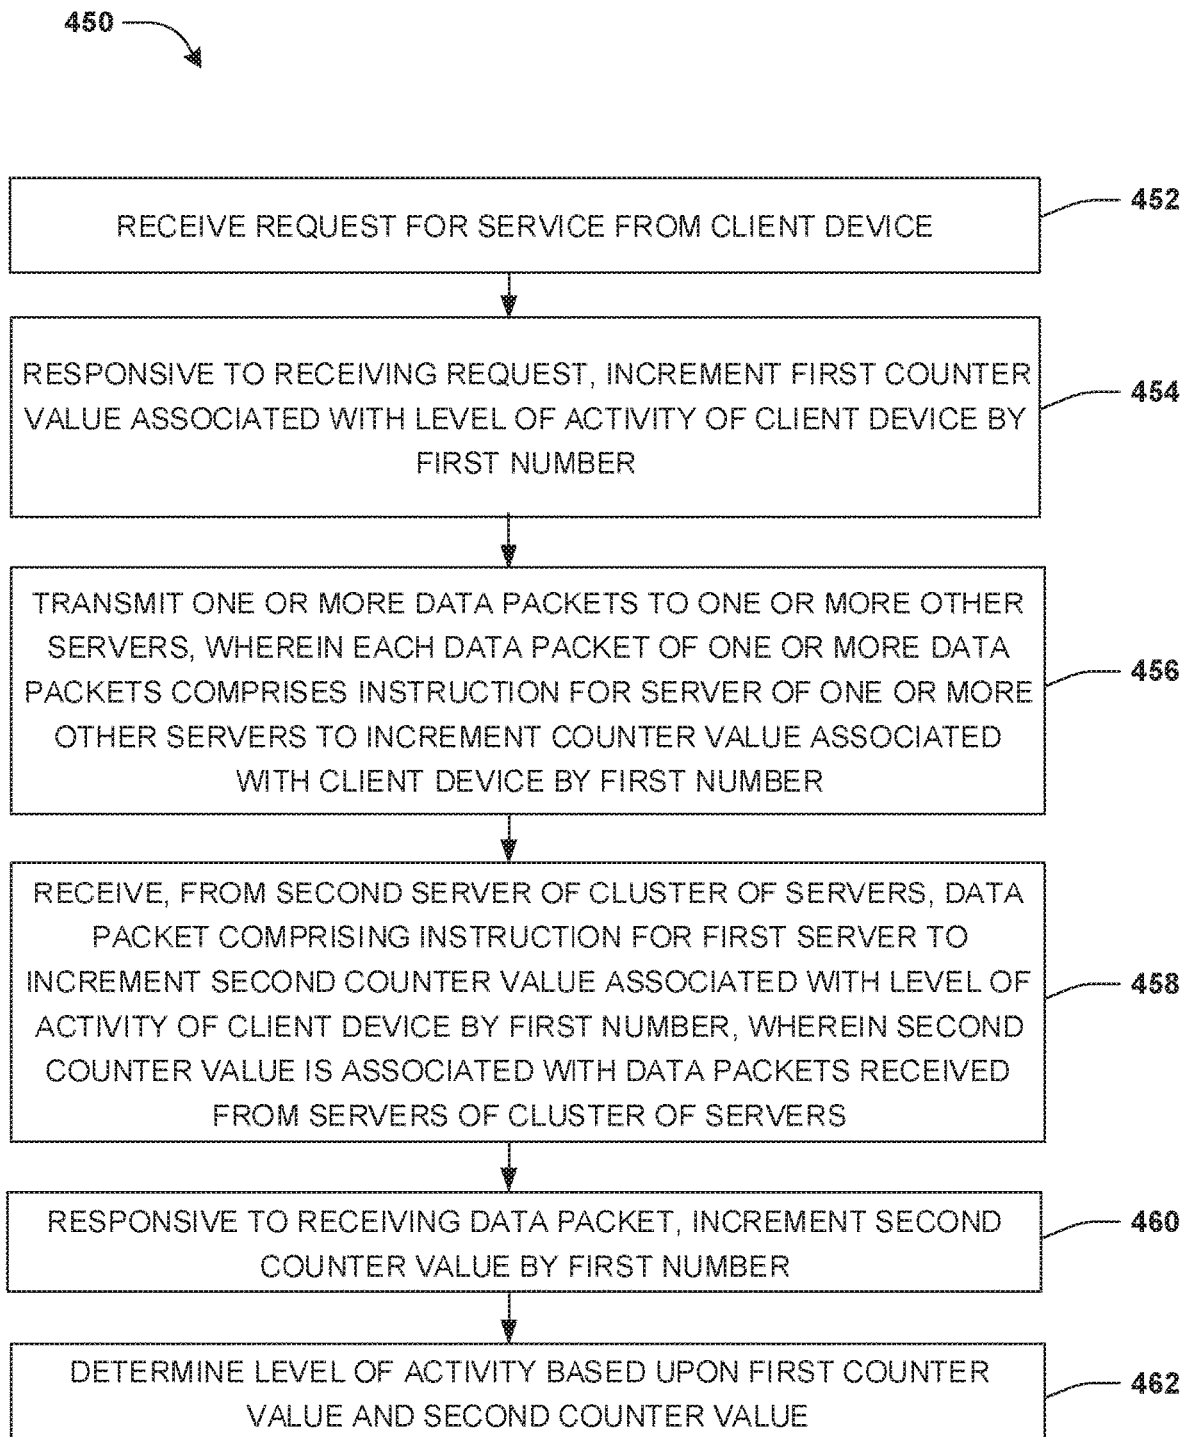 450
RECEIVE REQUEST FOR SERVICE FROM CLIENT DEVICE
452
RESPONSIVE TO RECEIVING REQUEST, INCREMENT FIRST COUNTER
VALUE ASSOCIATED WITH LEVEL OF ACTIVITY OF CLIENT DEVICE BY
FIRST NUMBER
454
TRANSMIT ONE OR MORE DATA PACKETS TO ONE OR MORE OTHER
SERVERS, WHEREIN EACH DATA PACKET OF ONE OR MORE DATA
PACKETS COMPRISES INSTRUCTION FOR SERVER OF ONE OR MORE
OTHER SERVERS TO INCREMENT COUNTER VALUE ASSOCIATED
WITH CLIENT DEVICE BY FIRST NUMBER
456
RECEIVE, FROM SECOND SERVER OF CLUSTER OF SERVERS, DATA
PACKET COMPRISING INSTRUCTION FOR FIRST SERVER TO
INCREMENT SECOND COUNTER VALUE ASSOCIATED WITH LEVEL OF
ACTIVITY OF CLIENT DEVICE BY FIRST NUMBER, WHEREIN SECOND
COUNTER VALUE IS ASSOCIATED WITH DATA PACKETS RECEIVED
FROM SERVERS OF CLUSTER OF SERVERS
458
RESPONSIVE TO RECEIVING DATA PACKET, INCREMENT SECOND
COUNTER VALUE BY FIRST NUMBER
460
DETERMINE LEVEL OF ACTIVITY BASED UPON FIRST COUNTER
VALUE AND SECOND COUNTER VALUE
462